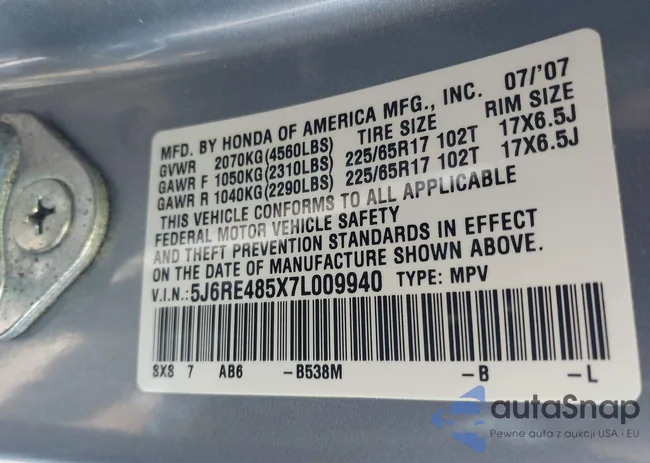 MFD. BY HONDA OF AMERICA MFG., INC. 07/'07
TIRE SIZE RIM SIZE
GVWR 2070KG(4560LBS)
GAWR F 1050KG(2310LBS) 225/65R17 102T 17X6.5J
GAWR R 1040KG(2290LBS) 225/65R17 102T 17X6.5J
THIS VEHICLE CONFORMS TO ALL APPLICABLE
FEDERAL MOTOR VEHICLE SAFETY
AND THEFT PREVENTION STANDARDS IN EFFECT
ON THE DATE OF MANUFACTURE SHOWN ABOVE.
V.I.N.: 5J6RE485X7L009940 TYPE: MPV
8X8 7 AB6 -B538M -B -L
autaSnap
Pewne auta z aukcji USA i EU